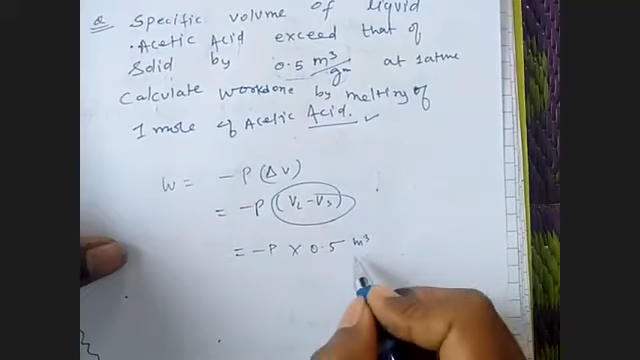 Q Specific volume of liquid
. Acetic Acid exceed that of
Solid by 0.5 m³/gm at 1atm
Calculate workdone by melting of
1 mole of Acetic Acid. ✓
W = -P(ΔV)
= -P (VL-VS)
= -P × 0.5 m³